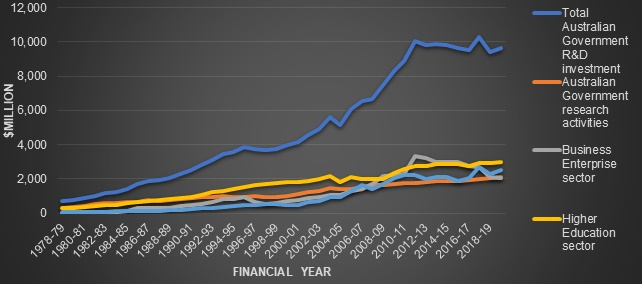 12,000
10,000
8,000
6,000
4,000
2,000
0
$MILLION
1978-79
1980-81
1982-83
1984-85
1986-87
1988-89
1990-91
1992-93
1994-95
1996-97
1998-99
2000-01
2002-03
2004-05
2006-07
2008-09
2010-11
2012-13
2014-15
2016-17
2018-19
FINANCIAL YEAR
Total
Australian
Government
R&D
investment
Australian
Government
research
activities
Business
Enterprise
sector
Higher
Education
sector